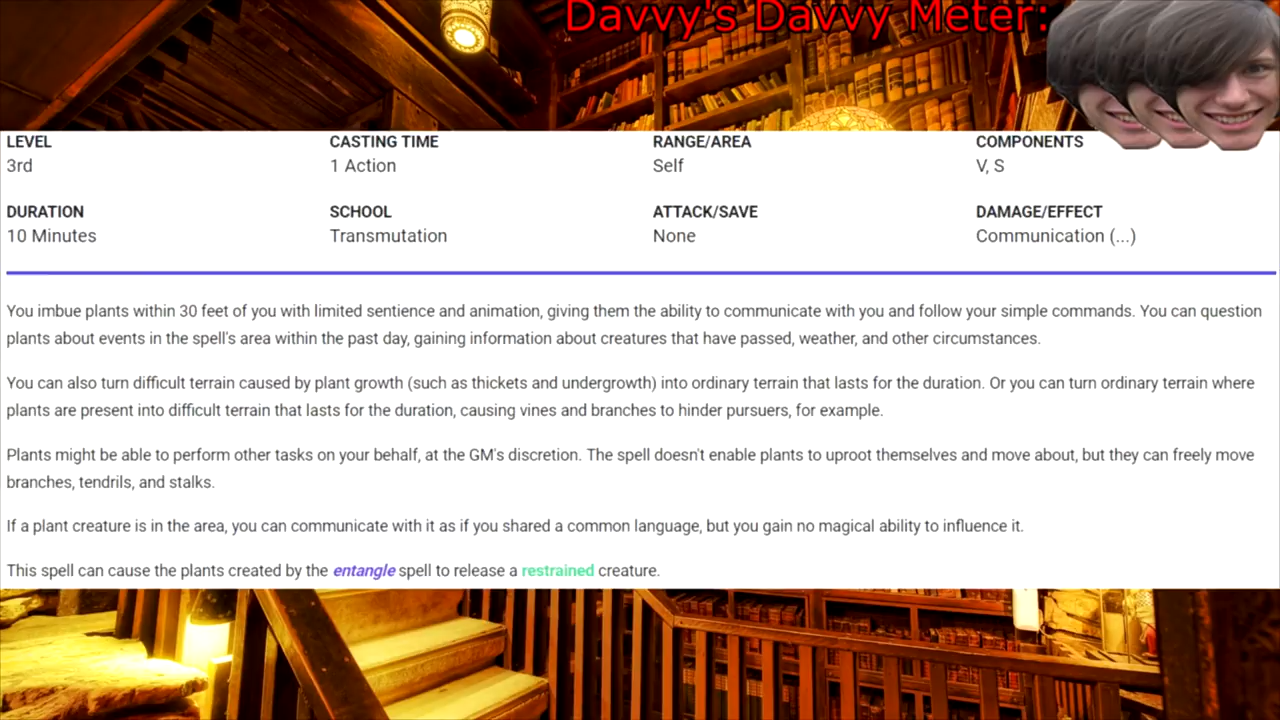 Davvy's Davvy Meter:
LEVEL CASTING TIME RANGE/AREA COMPONENTS
3rd 1 Action Self V, S
DURATION SCHOOL ATTACK/SAVE DAMAGE/EFFECT
10 Minutes Transmutation None Communication (...)
You imbue plants within 30 feet of you with limited sentience and animation, giving them the ability to communicate with you and follow your simple commands. You can question
plants about events in the spell's area within the past day, gaining information about creatures that have passed, weather, and other circumstances.
You can also turn difficult terrain caused by plant growth (such as thickets and undergrowth) into ordinary terrain that lasts for the duration. Or you can turn ordinary terrain where
plants are present into difficult terrain that lasts for the duration, causing vines and branches to hinder pursuers, for example.
Plants might be able to perform other tasks on your behalf, at the GM's discretion. The spell doesn't enable plants to uproot themselves and move about, but they can freely move
branches, tendrils, and stalks.
If a plant creature is in the area, you can communicate with it as if you shared a common language, but you gain no magical ability to influence it.
This spell can cause the plants created by the entangle spell to release a restrained creature.